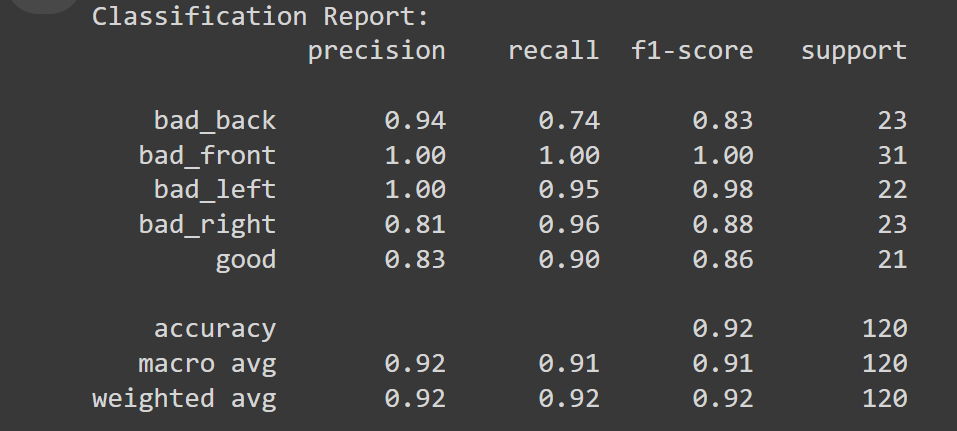 Classification Report:
precision recall f1-score support
bad_back 0.94 0.74 0.83 23
bad_front 1.00 1.00 1.00 31
bad_left 1.00 0.95 0.98 22
bad_right 0.81 0.96 0.88 23
good 0.83 0.90 0.86 21
accuracy 0.92 120
macro avg 0.92 0.91 0.91 120
weighted avg 0.92 0.92 0.92 120